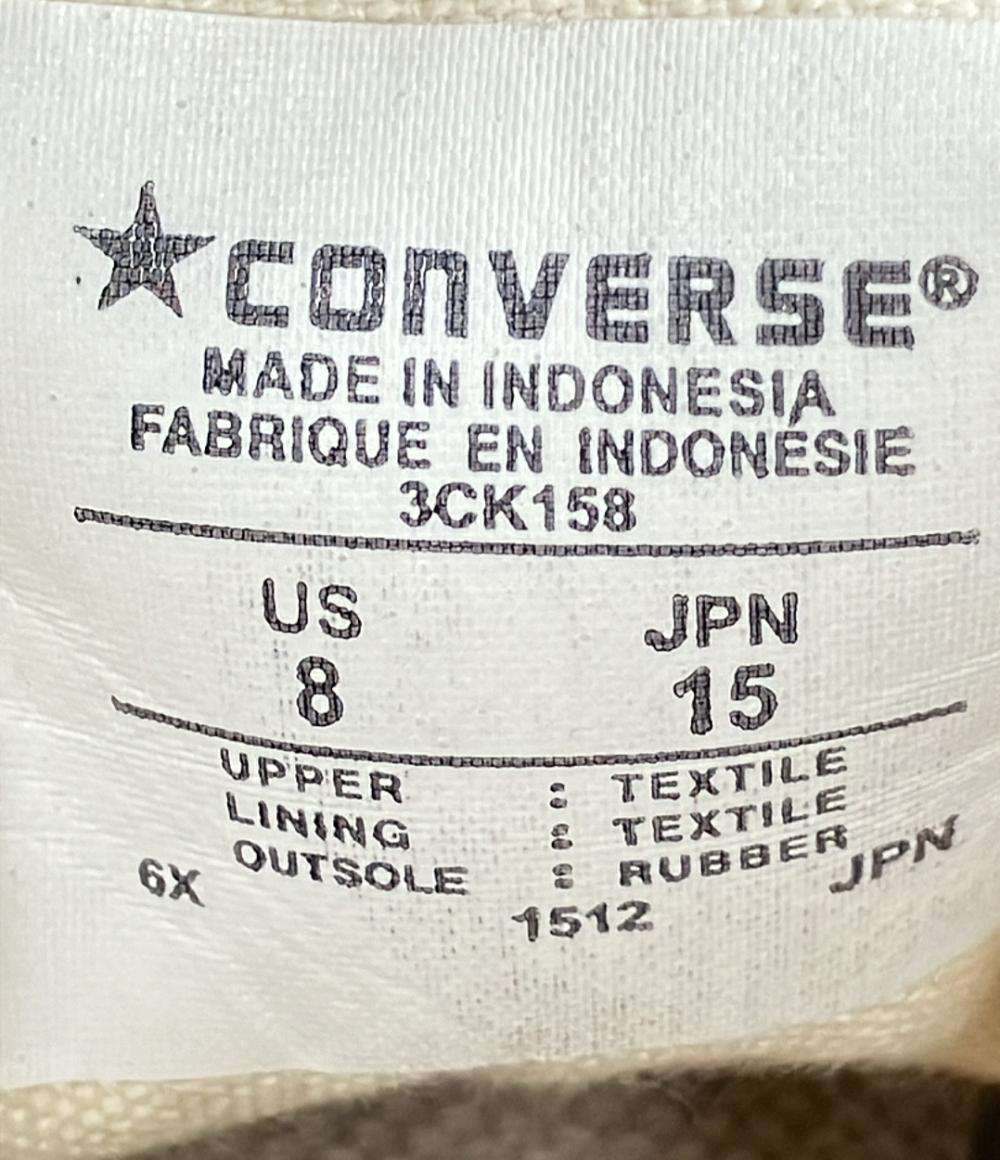 CONVERSE®
MADE IN INDONESIA
FABRIQUE EN INDONÉSIE
3CK158
US JPN
8 15
UPPER : TEXTILE
LINING : TEXTILE
OUTSOLE : RUBBER
6X 1512 JPN